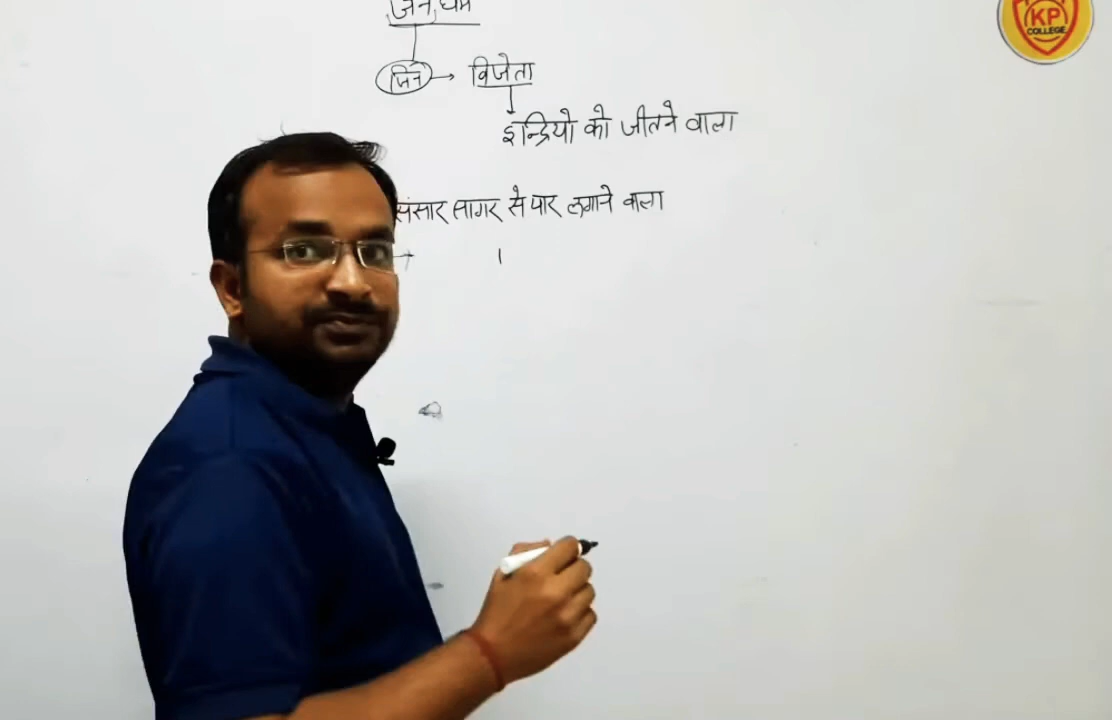 जैन धर्म
जिन → विजेता
इन्द्रियो को जीतने वाला
संसार सागर से पार लगाने वाला
KP
COLLEGE